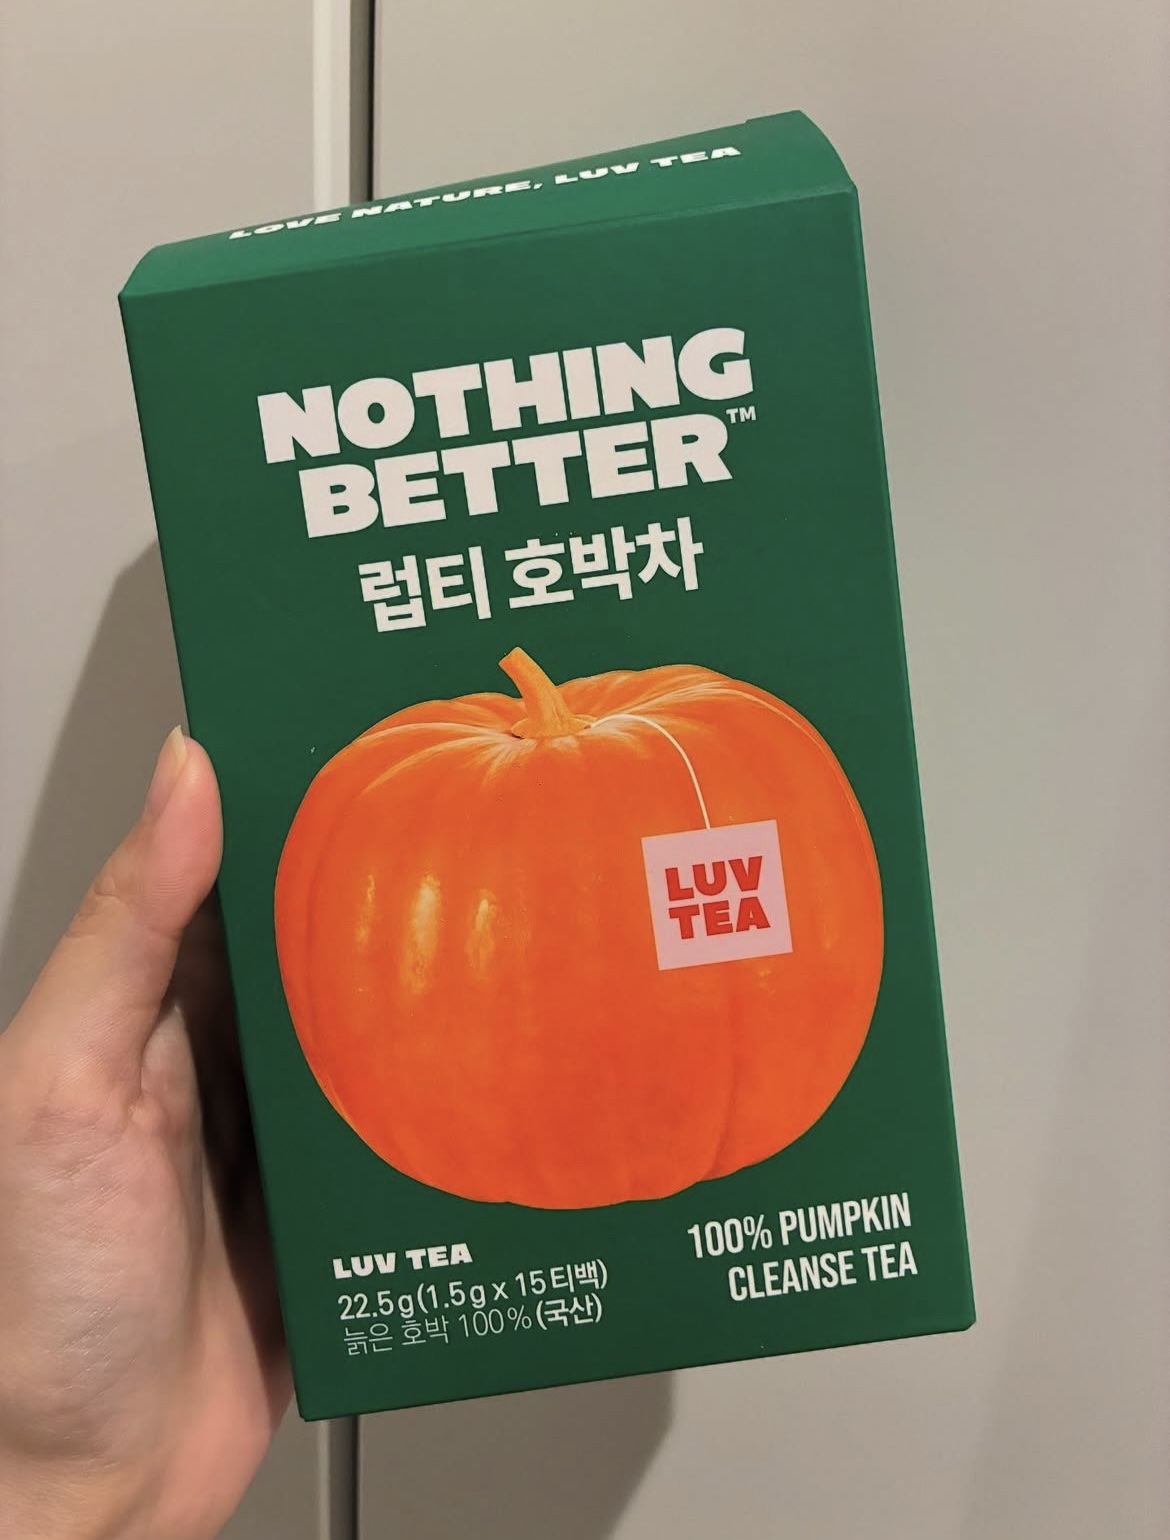 LOVE NATURE, LUV TEA
NOTHING
BETTER™
럽티 호박차
LUV
TEA
LUV TEA
22.5g(1.5g x 15티백)
늙은 호박 100%(국산)
100% PUMPKIN
CLEANSE TEA